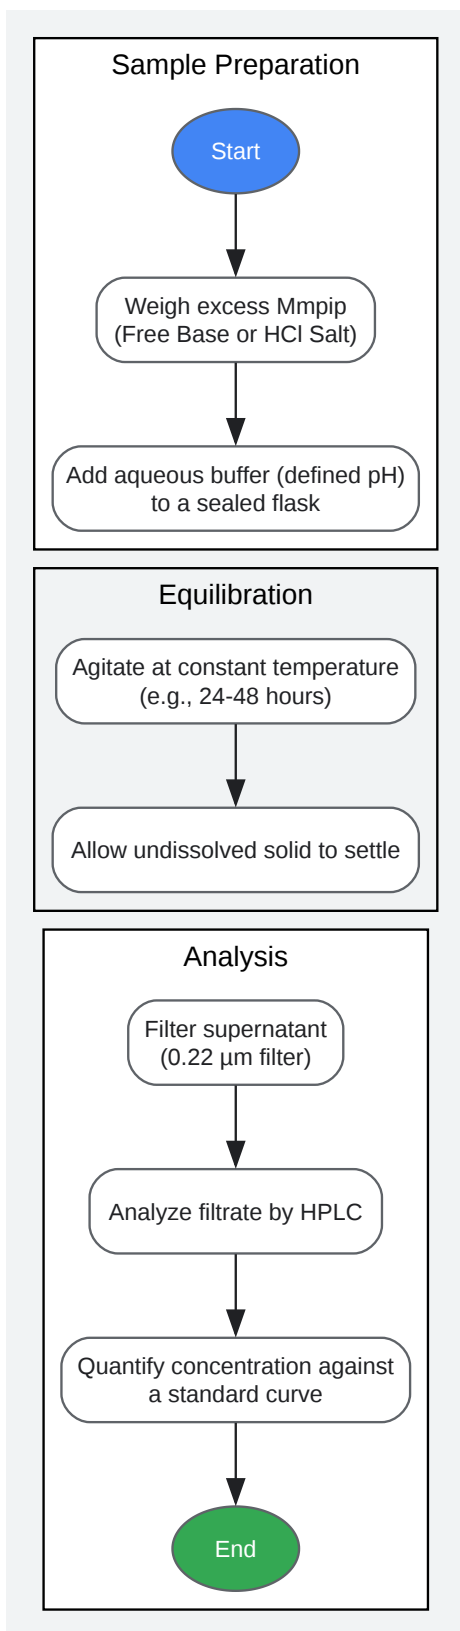 Sample Preparation
Start
Weigh excess Mmpip
(Free Base or HCl Salt)
Add aqueous buffer (defined pH)
to a sealed flask
Equilibration
Agitate at constant temperature
(e.g., 24-48 hours)
Allow undissolved solid to settle
Analysis
Filter supernatant
(0.22 µm filter)
Analyze filtrate by HPLC
Quantify concentration against
a standard curve
End